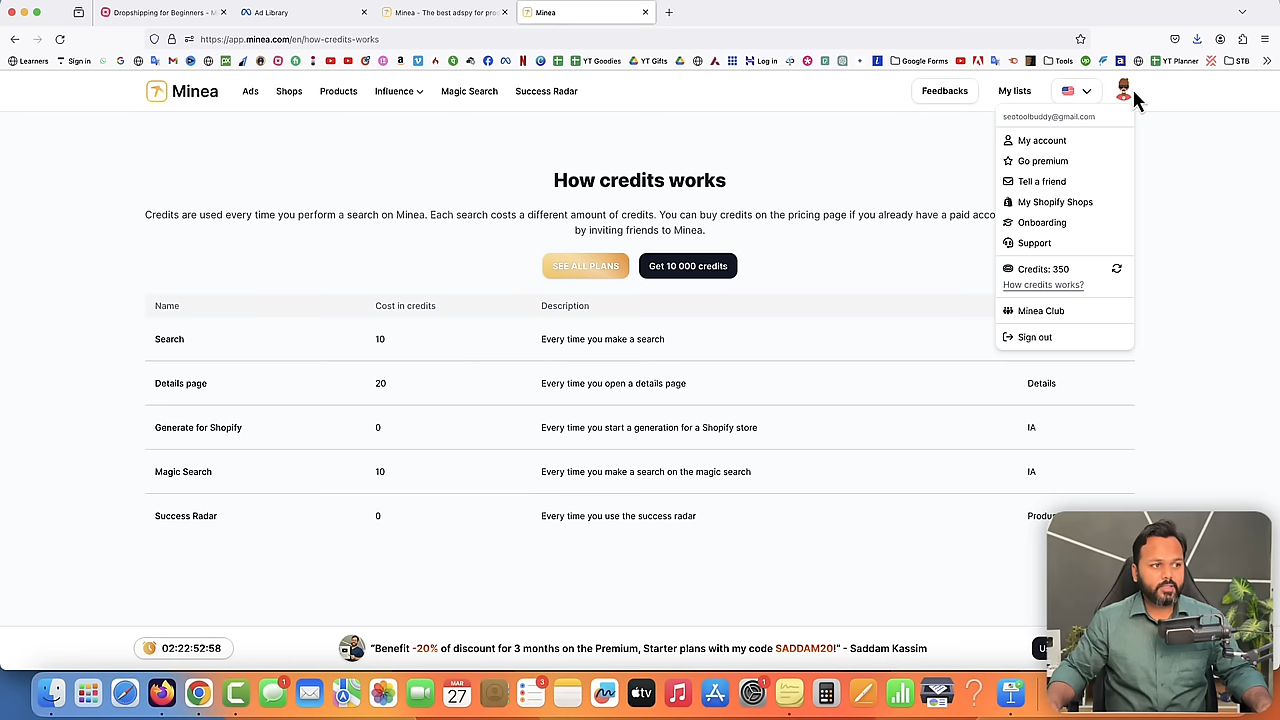 Dropshipping for Beginners - M
Ad Library
Minea - The best adspy for pro
Minea
https://app.minea.com/en/how-credits-works
Learners
Sign in
YT Goodies
YT Gifts
Log in
Google Forms
Tools
YT Planner
STB
Minea
Ads
Shops
Products
Influence
Magic Search
Success Radar
Feedbacks
My lists
seotoolbuddy@gmail.com
My account
Go premium
Tell a friend
My Shopify Shops
Onboarding
Support
Credits: 350
How credits works?
Minea Club
Sign out
How credits works
Credits are used every time you perform a search on Minea. Each search costs a different amount of credits. You can buy credits on the pricing page if you already have a paid acco
by inviting friends to Minea.
SEE ALL PLANS
Get 10 000 credits
Name Cost in credits Description
Search 10 Every time you make a search
Details page 20 Every time you open a details page Details
Generate for Shopify 0 Every time you start a generation for a Shopify store IA
Magic Search 10 Every time you make a search on the magic search IA
Success Radar 0 Every time you use the success radar Produ
02:22:52:58
“Benefit -20% of discount for 3 months on the Premium, Starter plans with my code SADDAM20!” - Saddam Kassim
U
1
MAR
27
3
tv
1